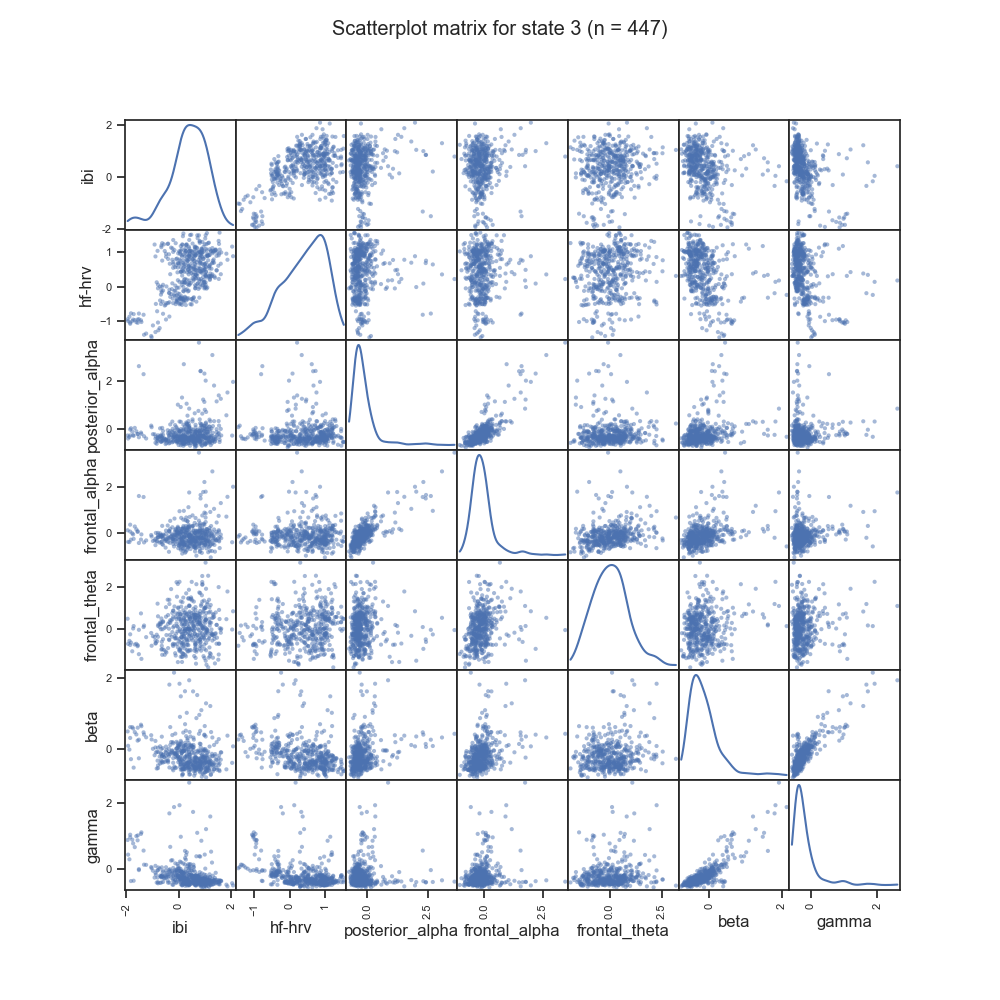 Scatterplot matrix for state 3 (n = 447)
2
0
-2
ibi
1
0
−1
hf-hrv
2
0
posterior_alpha
2
0
frontal_alpha
2
0
frontal_theta
2
0
beta
2
0
gamma
-2 0 2 −1 0 1 0.0 2.5 0.0 2.5 0.0 2.5 0 2 0 2
ibi hf-hrv posterior_alpha frontal_alpha frontal_theta beta gamma